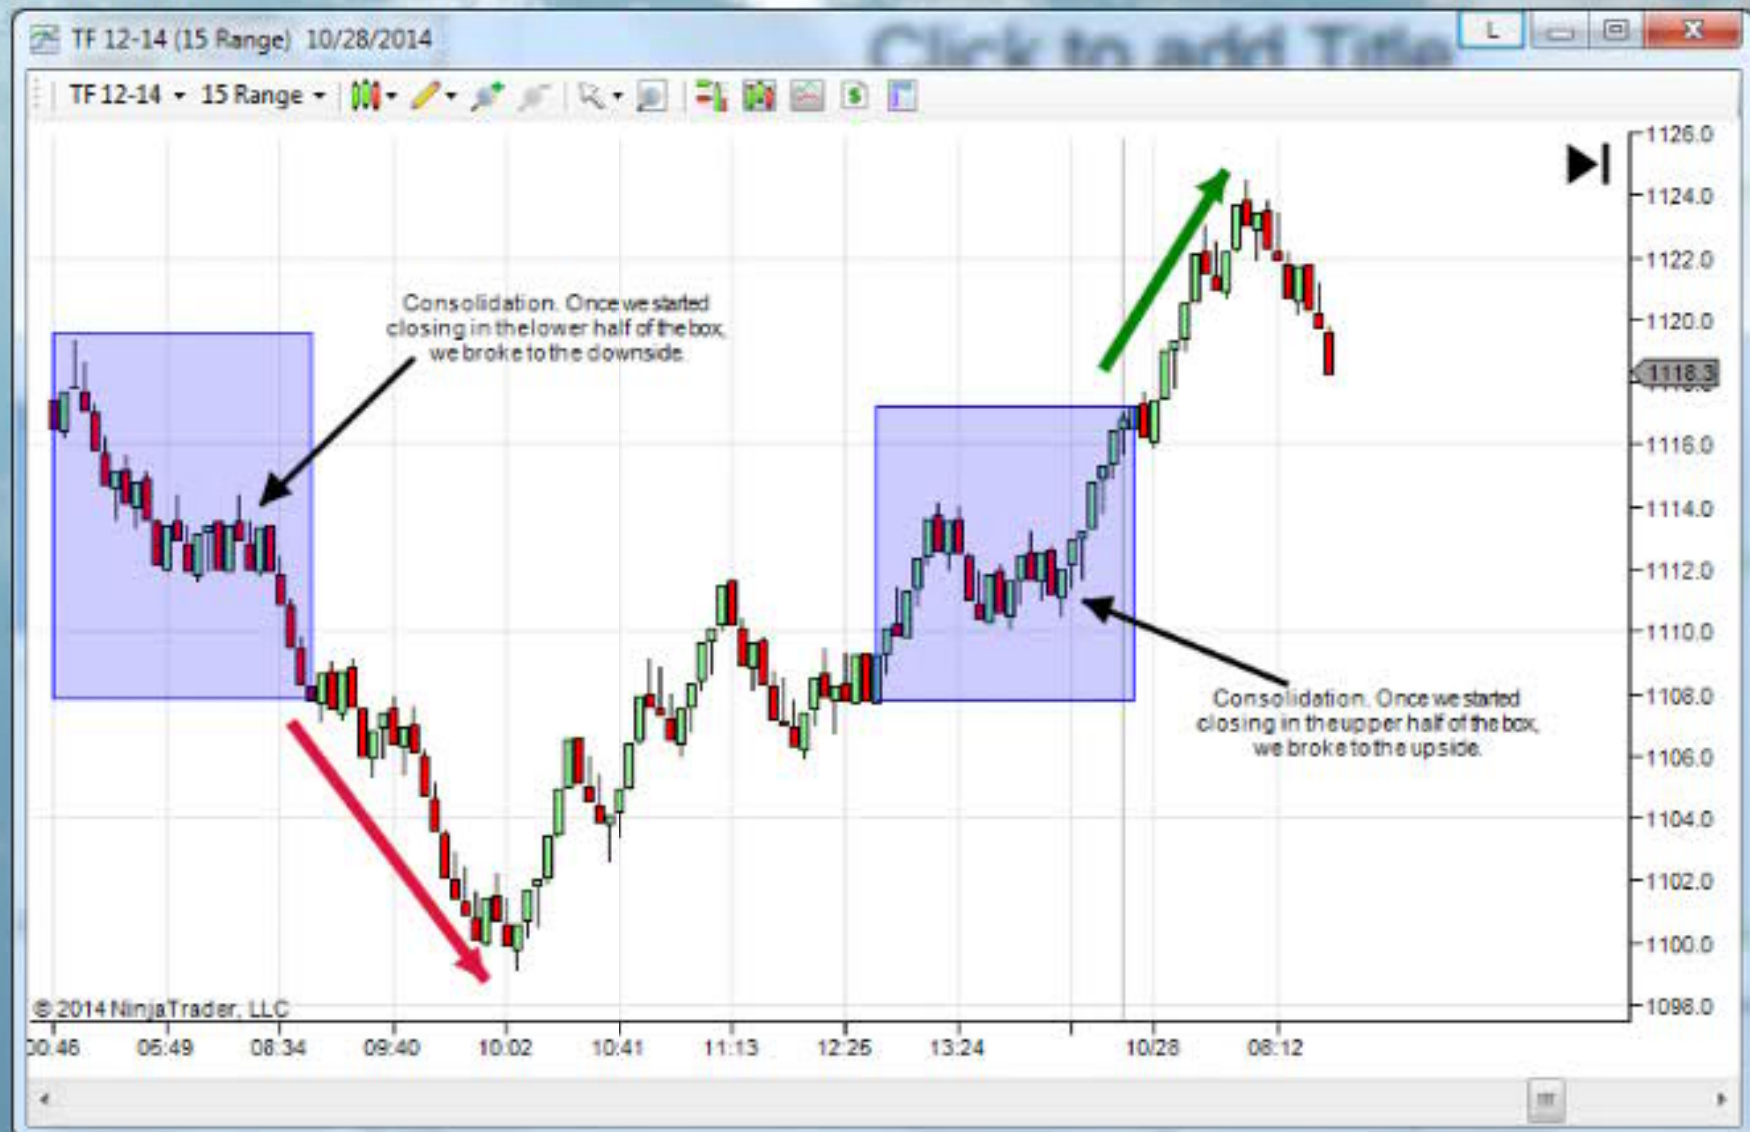 TF 12-14 (15 Range) 10/28/2014
Click to add Title
L
TF 12-14 15 Range
1126.0
1124.0
1122.0
1120.0
1118.3
1116.0
1114.0
1112.0
1110.0
1108.0
1106.0
1104.0
1102.0
1100.0
1098.0
Consolidation. Once we started
closing in the lower half of the box,
we broke to the downside.
Consolidation. Once we started
closing in the upper half of the box,
we broke to the upside.
© 2014 NinjaTrader, LLC
00:46 05:49 08:34 09:40 10:02 10:41 11:13 12:25 13:24 10/28 08:12